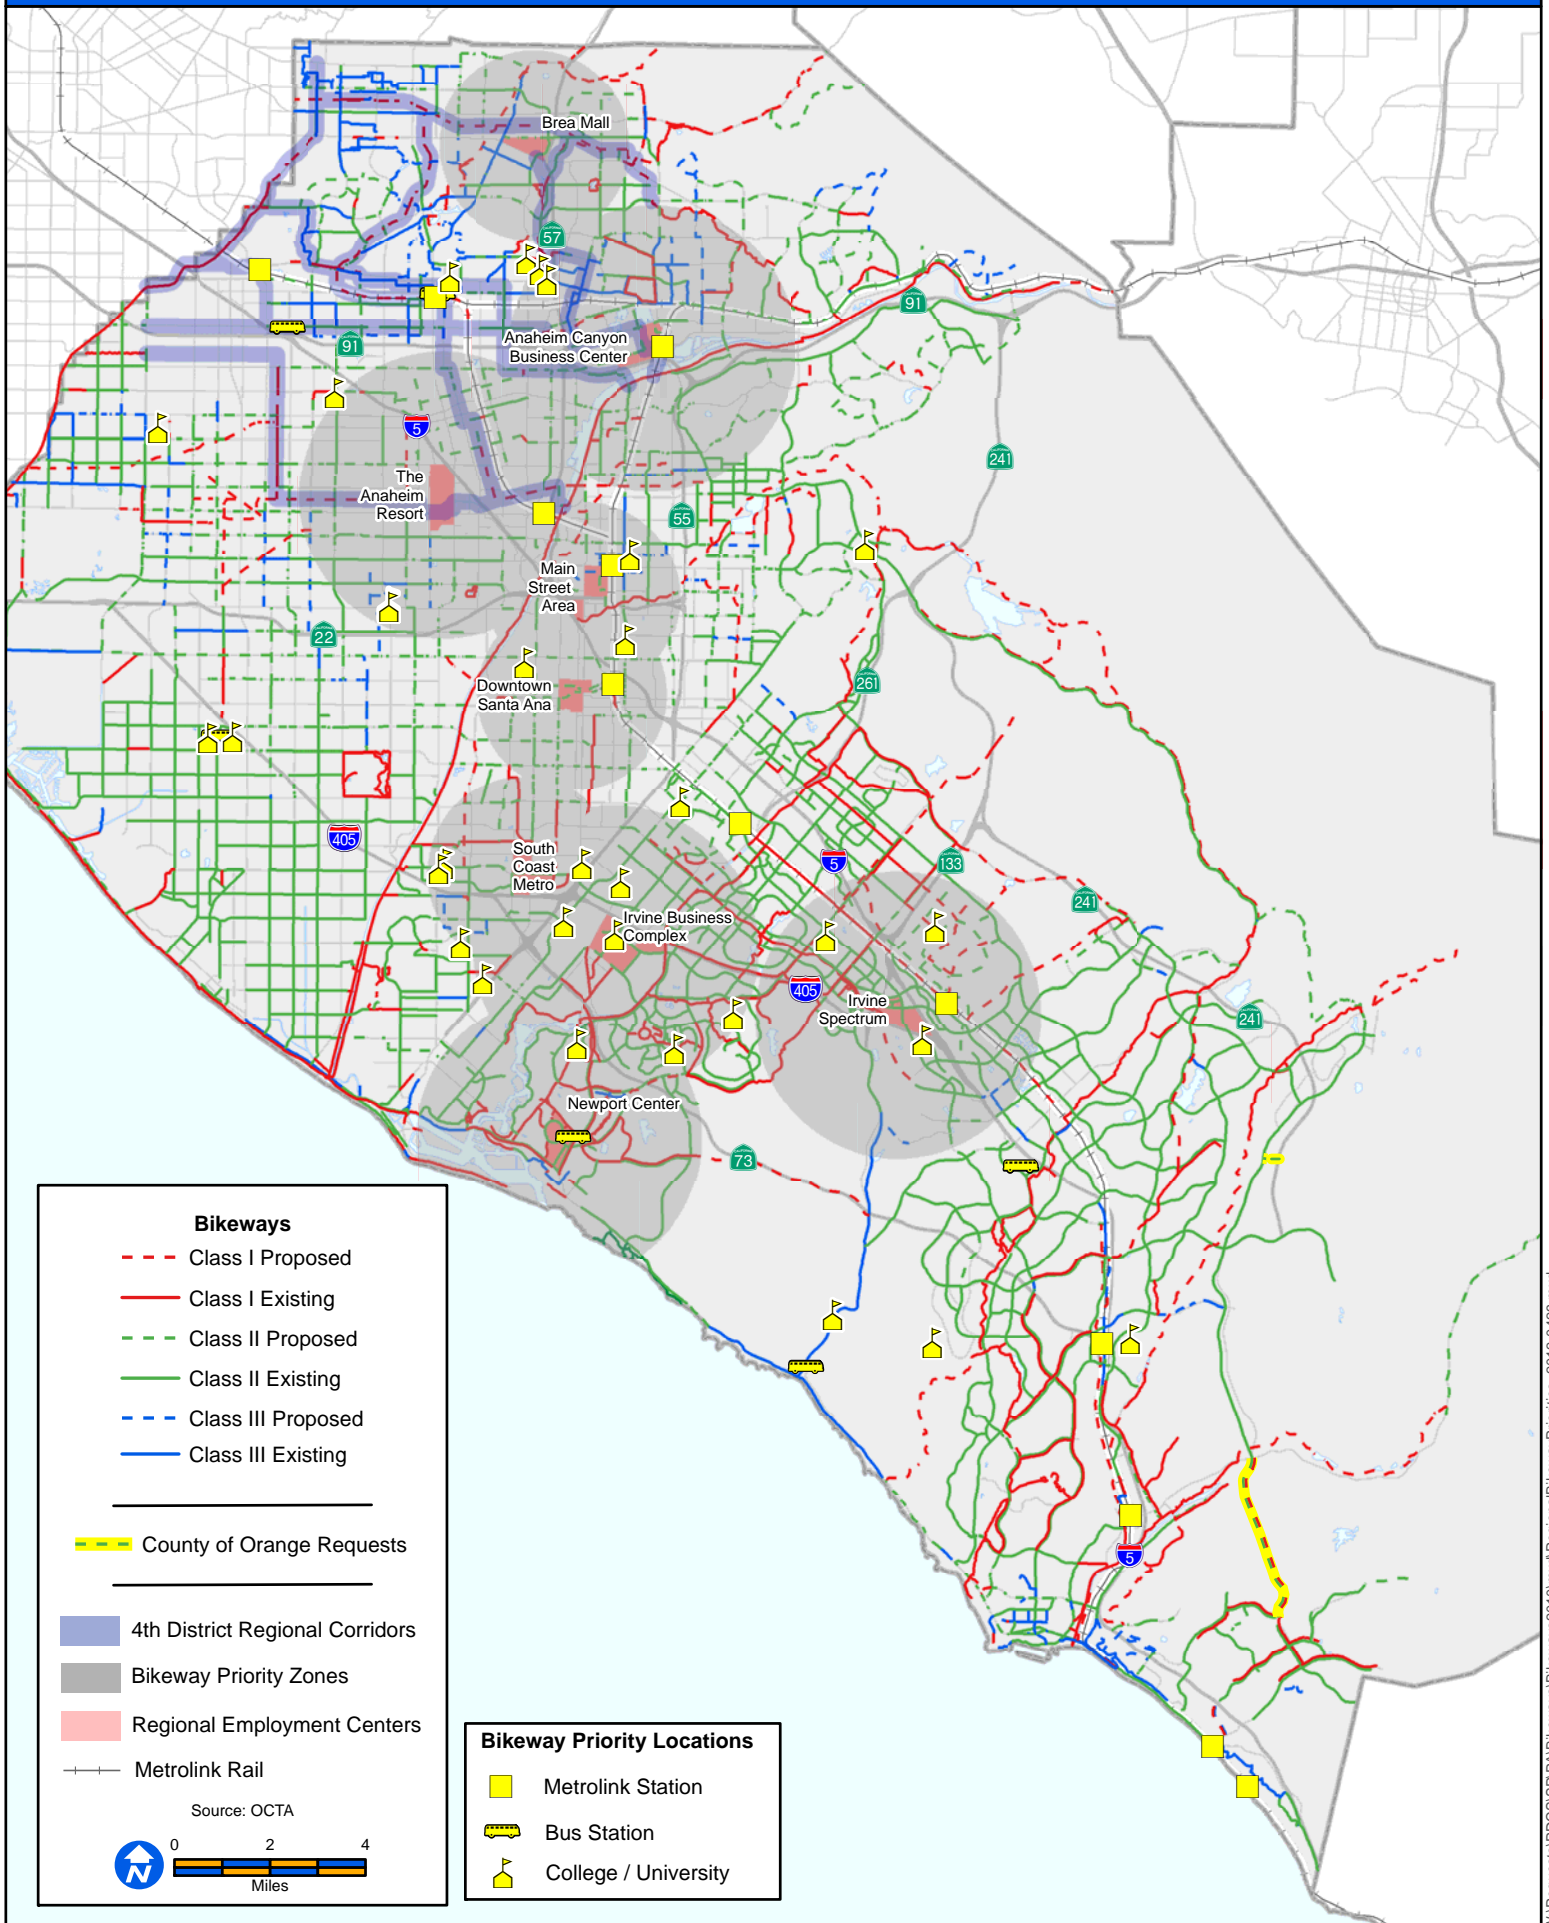 Brea Mall
57
91
Anaheim Canyon
Business Center
91
5
241
The
Anaheim
Resort
55
Main
Street
Area
22
261
Downtown
Santa Ana
405
South
Coast
Metro
5
133
241
Irvine Business
Complex
405
Irvine
Spectrum
241
Newport Center
73
5
Bikeways
Class I Proposed
Class I Existing
Class II Proposed
Class II Existing
Class III Proposed
Class III Existing
County of Orange Requests
4th District Regional Corridors
Bikeway Priority Zones
Regional Employment Centers
Metrolink Rail
Source: OCTA
N
0 2 4
Miles
Bikeway Priority Locations
Metrolink Station
Bus Station
College / University